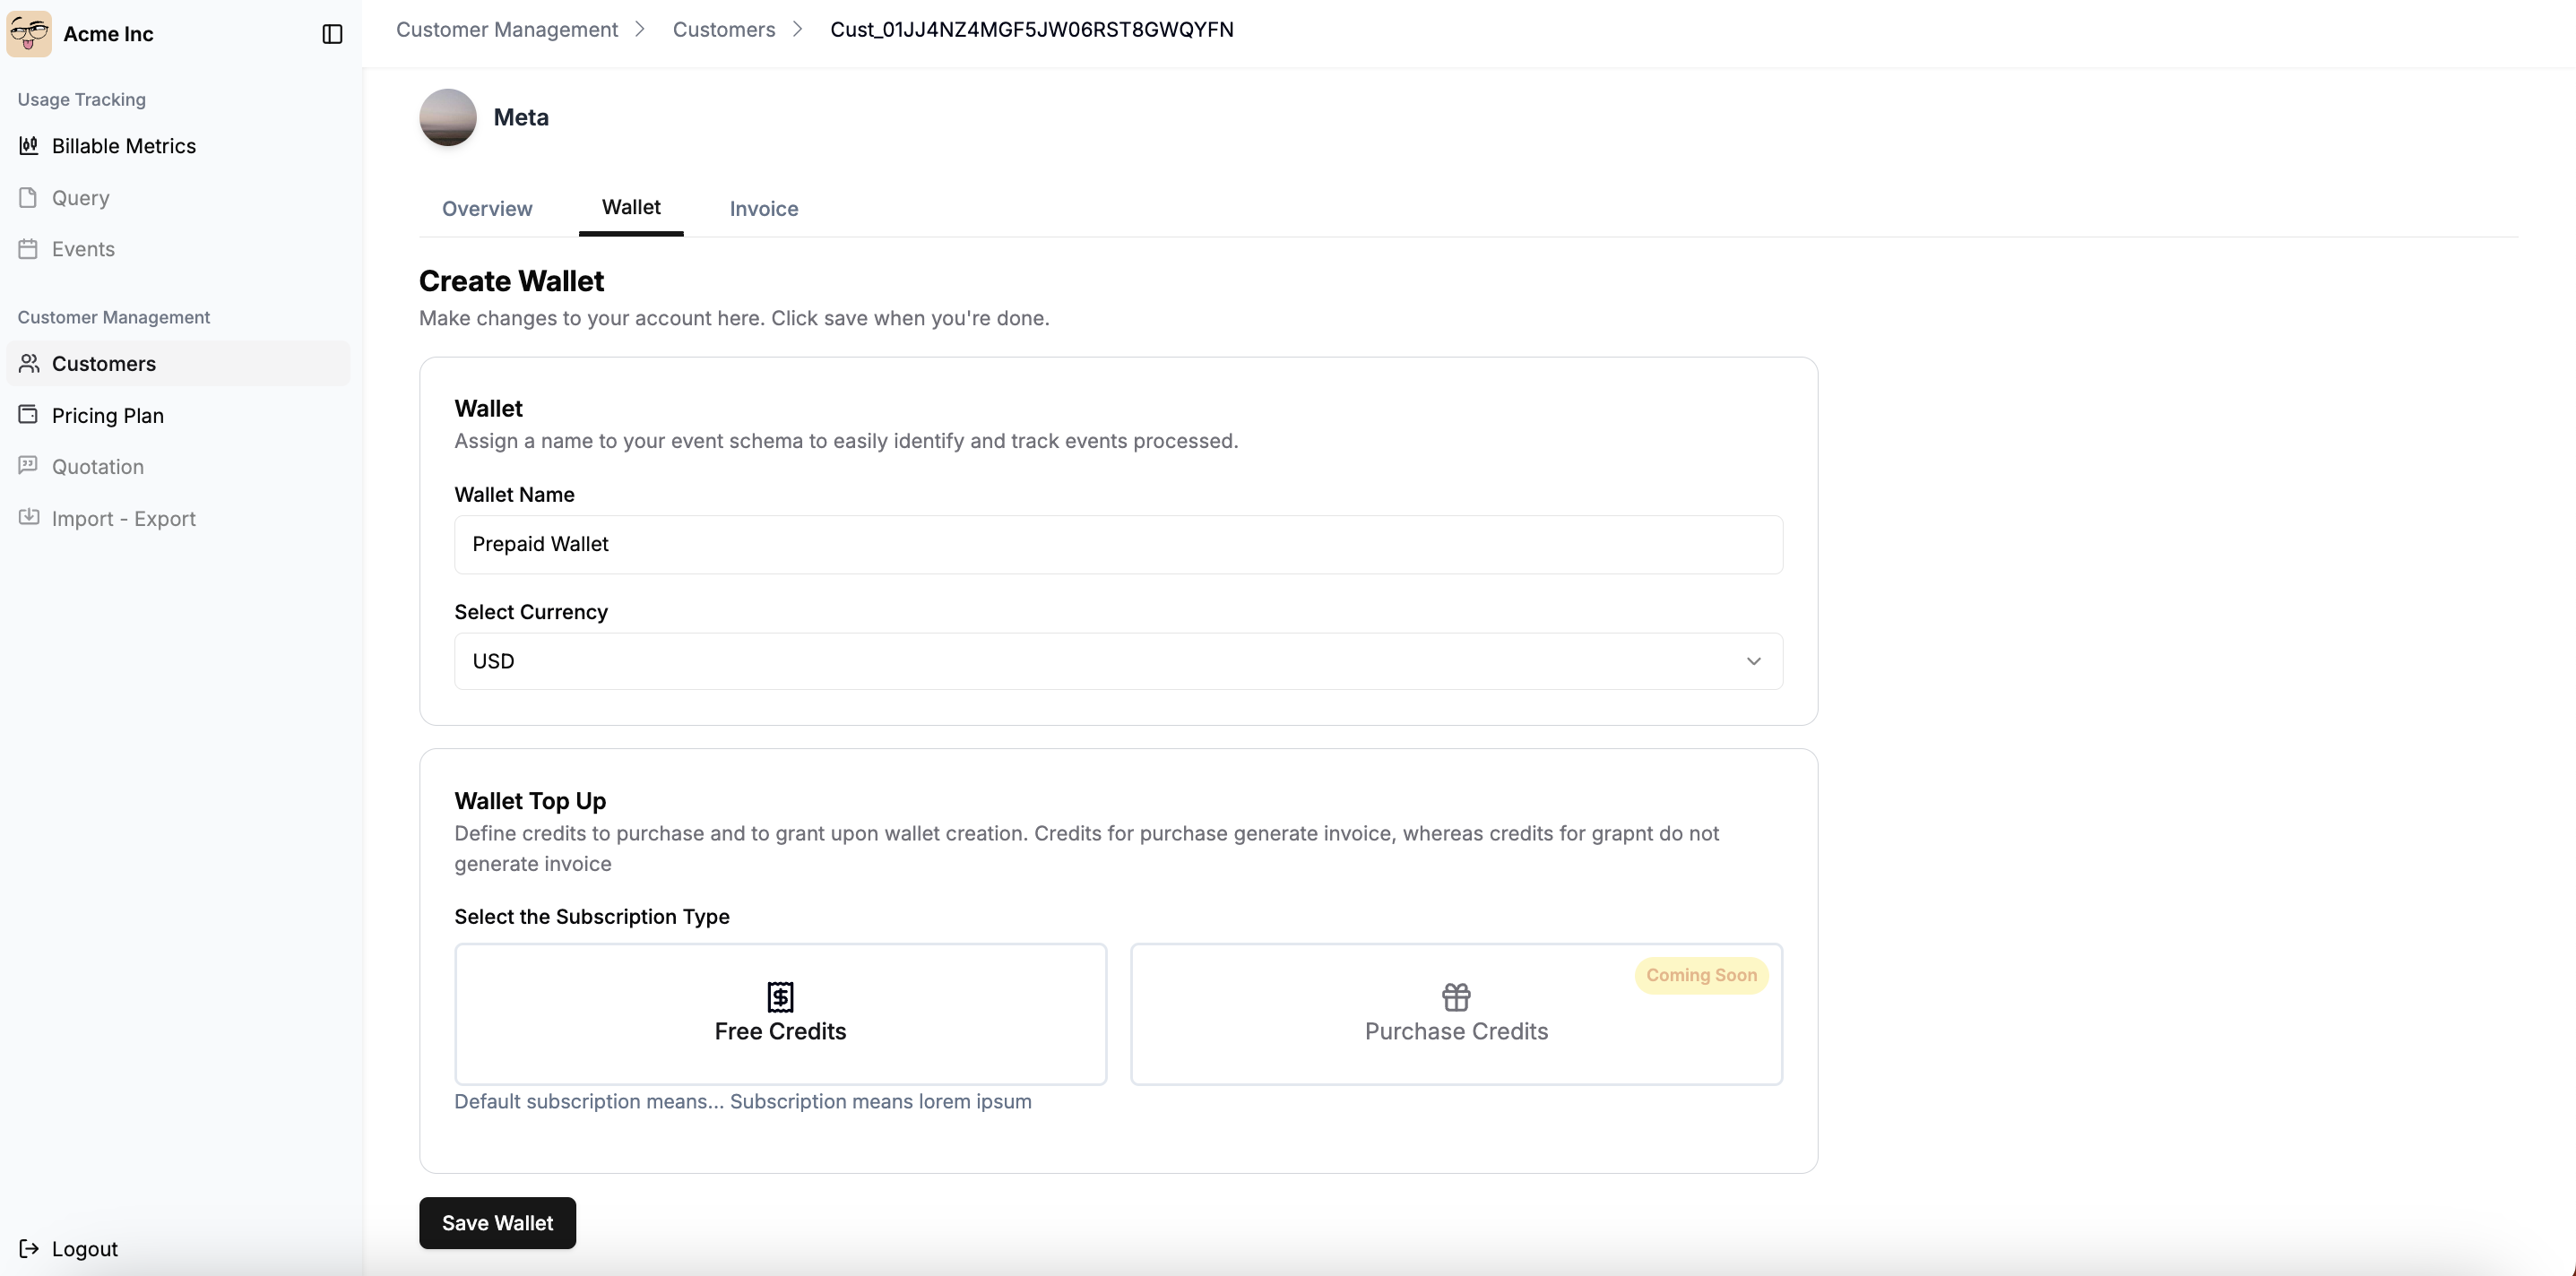 Acme Inc
Customer Management
Customers
Cust_01JJ4NZ4MGF5JW06RST8GWQYFN
Usage Tracking
Billable Metrics
Query
Events
Customer Management
Customers
Pricing Plan
Quotation
Import - Export
Logout
Meta
Overview
Wallet
Invoice
Create Wallet
Make changes to your account here. Click save when you're done.
Wallet
Assign a name to your event schema to easily identify and track events processed.
Wallet Name
Prepaid Wallet
Select Currency
USD
Wallet Top Up
Define credits to purchase and to grant upon wallet creation. Credits for purchase generate invoice, whereas credits for grapnt do not
generate invoice
Select the Subscription Type
Free Credits
Coming Soon
Purchase Credits
Default subscription means... Subscription means lorem ipsum
Save Wallet